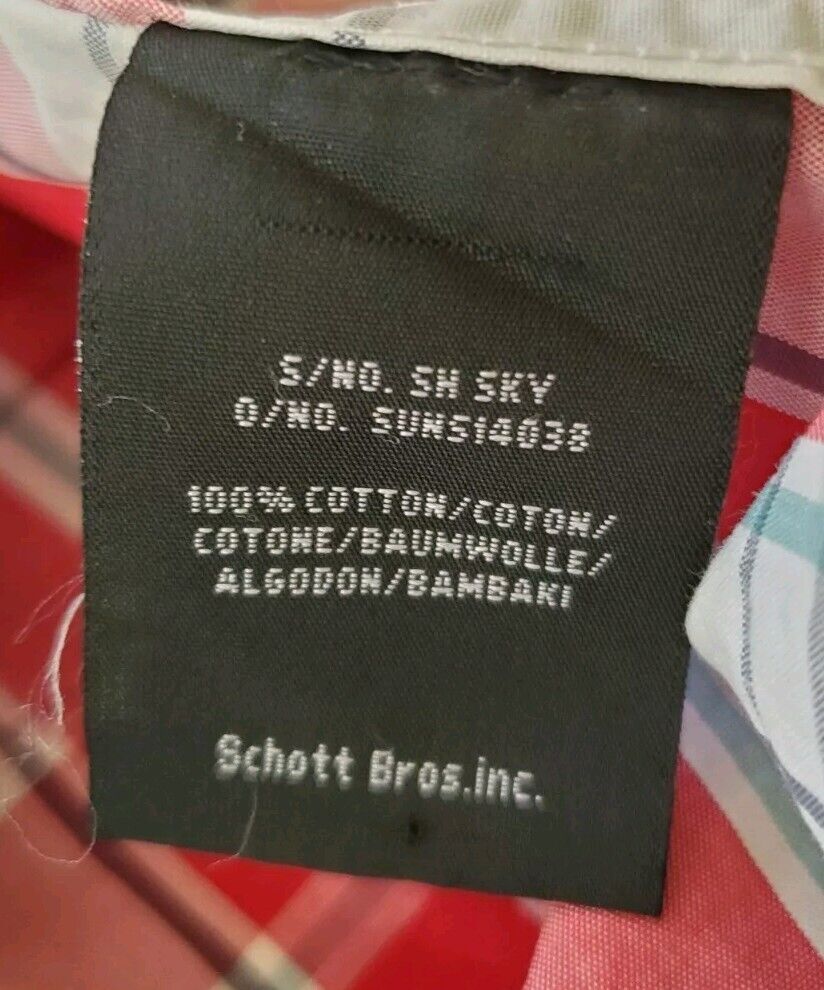 S/NO. SH SKY
O/NO. SUNS14038
100% COTTON/COTON/
COTONE/BAUMWOLLE/
ALGODON/BAMBAKI
Schott Bros.inc.